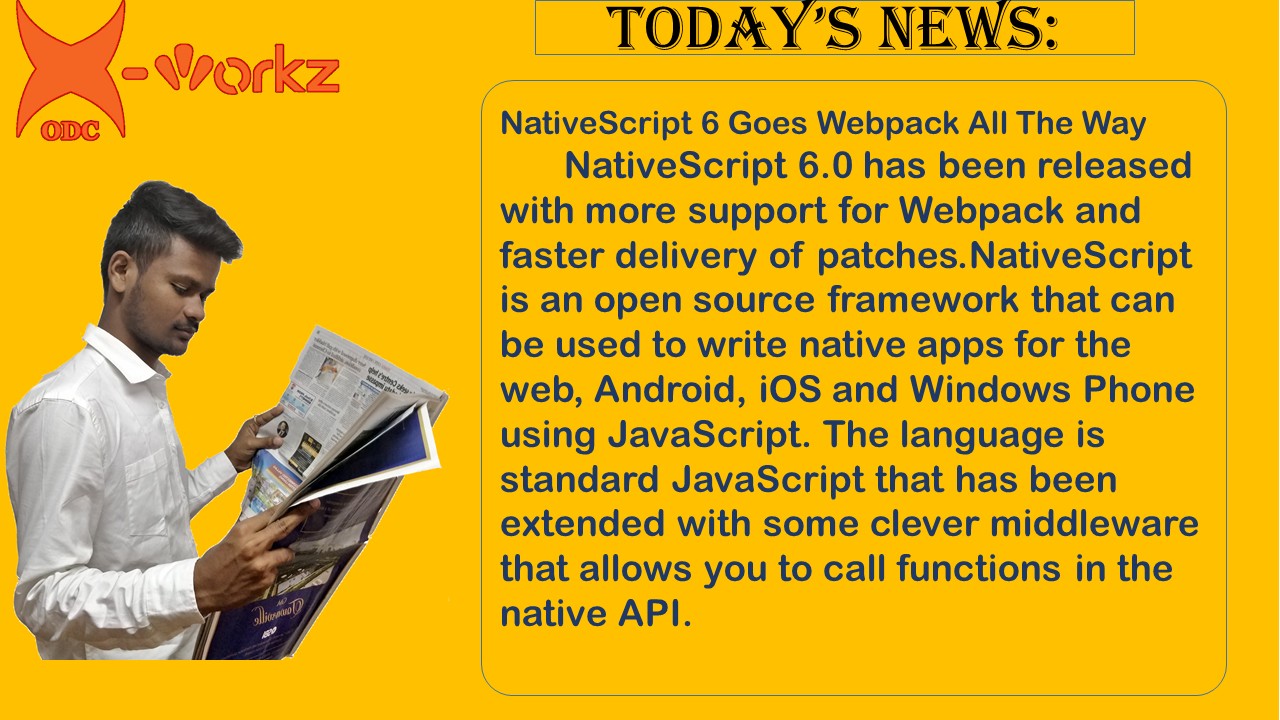 TODAY'S NEWS:
X-Workz
ODC
NativeScript 6 Goes Webpack All The Way
NativeScript 6.0 has been released
with more support for Webpack and
faster delivery of patches.NativeScript
is an open source framework that can
be used to write native apps for the
web, Android, iOS and Windows Phone
using JavaScript. The language is
standard JavaScript that has been
extended with some clever middleware
that allows you to call functions in the
native API.